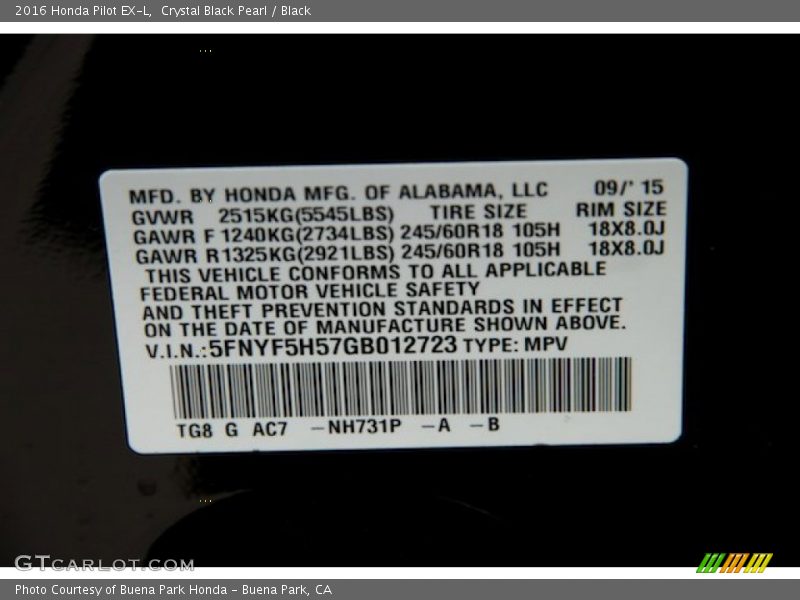 2016 Honda Pilot EX-L, Crystal Black Pearl / Black
MFD. BY HONDA MFG. OF ALABAMA, LLC 09/' 15
GVWR 2515KG(5545LBS) TIRE SIZE RIM SIZE
GAWR F 1240KG(2734LBS) 245/60R18 105H 18X8.0J
GAWR R1325KG(2921LBS) 245/60R18 105H 18X8.0J
THIS VEHICLE CONFORMS TO ALL APPLICABLE
FEDERAL MOTOR VEHICLE SAFETY
AND THEFT PREVENTION STANDARDS IN EFFECT
ON THE DATE OF MANUFACTURE SHOWN ABOVE.
V.I.N.:5FNYF5H57GB012723 TYPE: MPV
TG8 G AC7 -NH731P -A -B
GTCARLOT.COM
Photo Courtesy of Buena Park Honda - Buena Park, CA